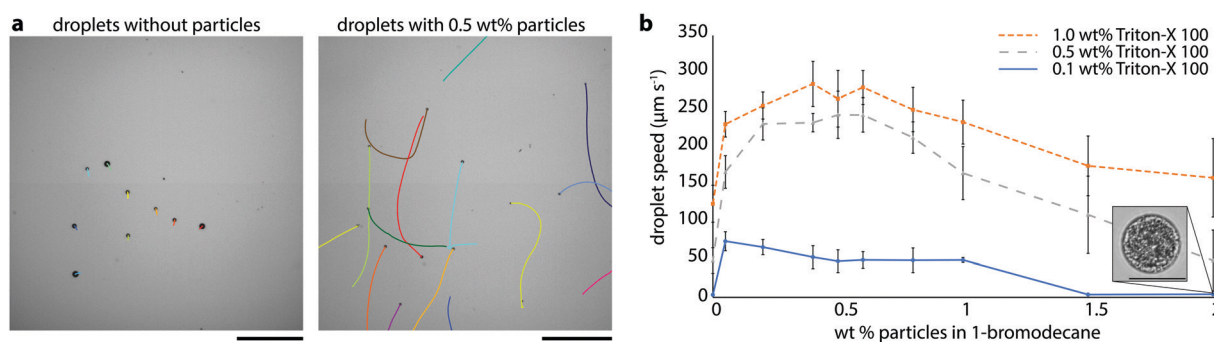 a
droplets without particles
droplets with 0.5 wt% particles
b
1.0 wt% Triton-X 100
0.5 wt% Triton-X 100
0.1 wt% Triton-X 100
droplet speed (µm s⁻¹)
350
300
250
200
150
100
50
0
0 0.5 1 1.5 2
wt % particles in 1-bromodecane